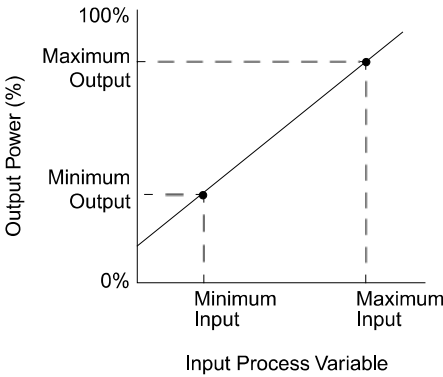 100%
Maximum
Output
Output Power (%)
Minimum
Output
0%
Minimum
Input
Maximum
Input
Input Process Variable